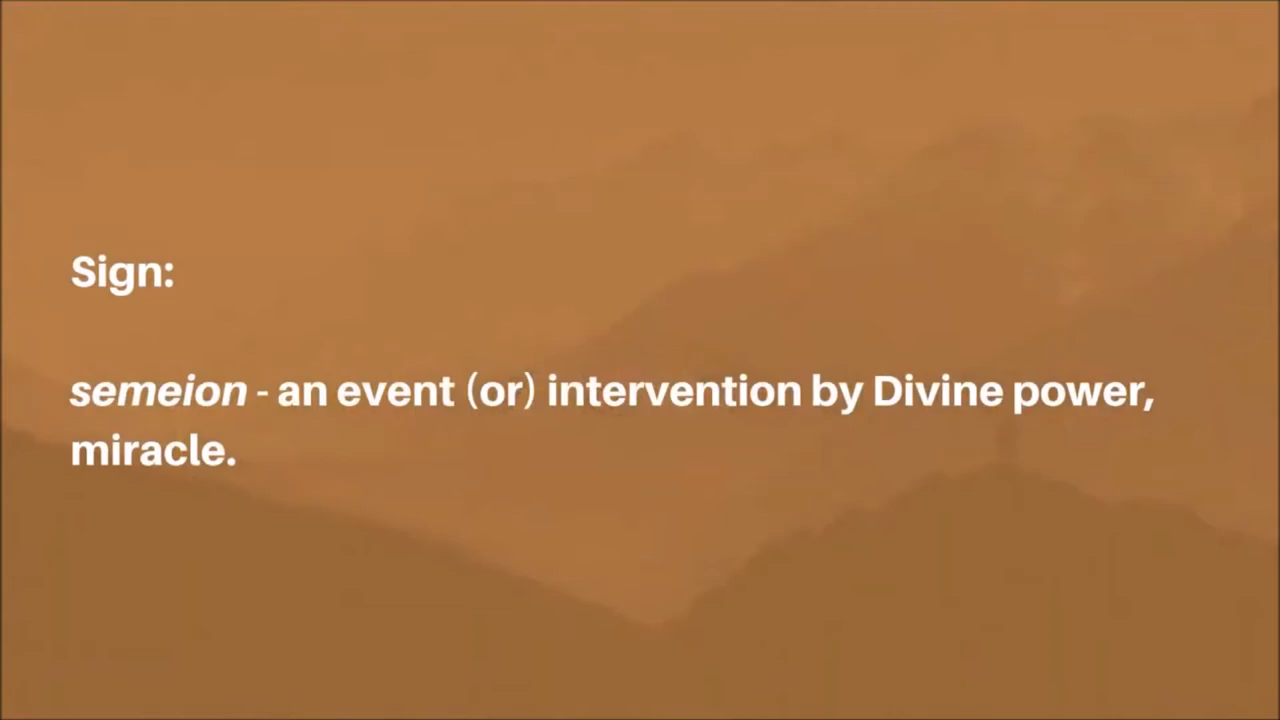 Sign:
semeion - an event (or) intervention by Divine power,
miracle.